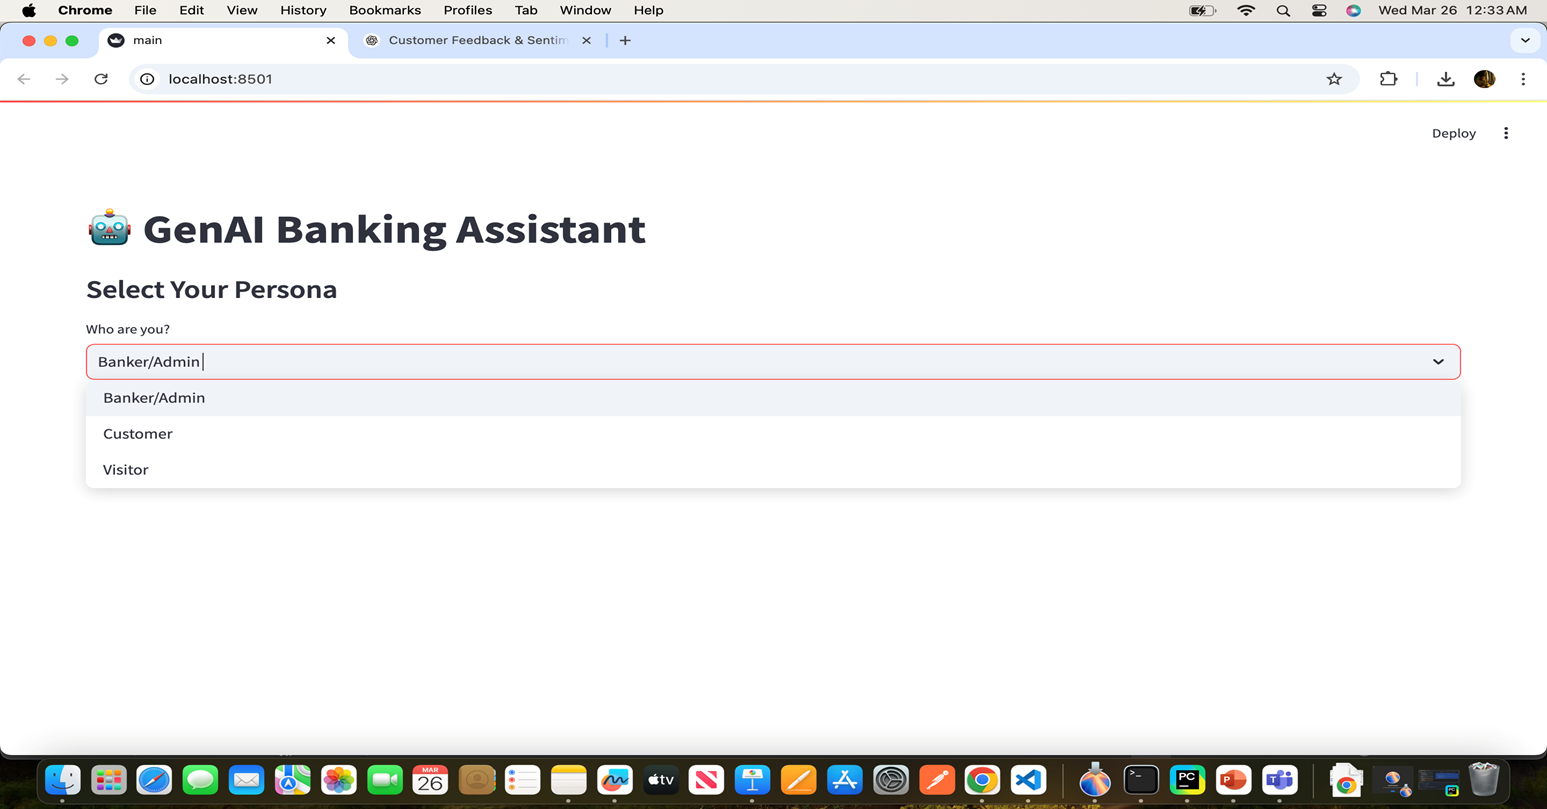 Chrome File Edit View History Bookmarks Profiles Tab Window Help Wed Mar 26 12:33 AM
main Customer Feedback & Sentim
localhost:8501
Deploy
GenAI Banking Assistant
Select Your Persona
Who are you?
Banker/Admin
Banker/Admin
Customer
Visitor
MAR
26
tv
PC